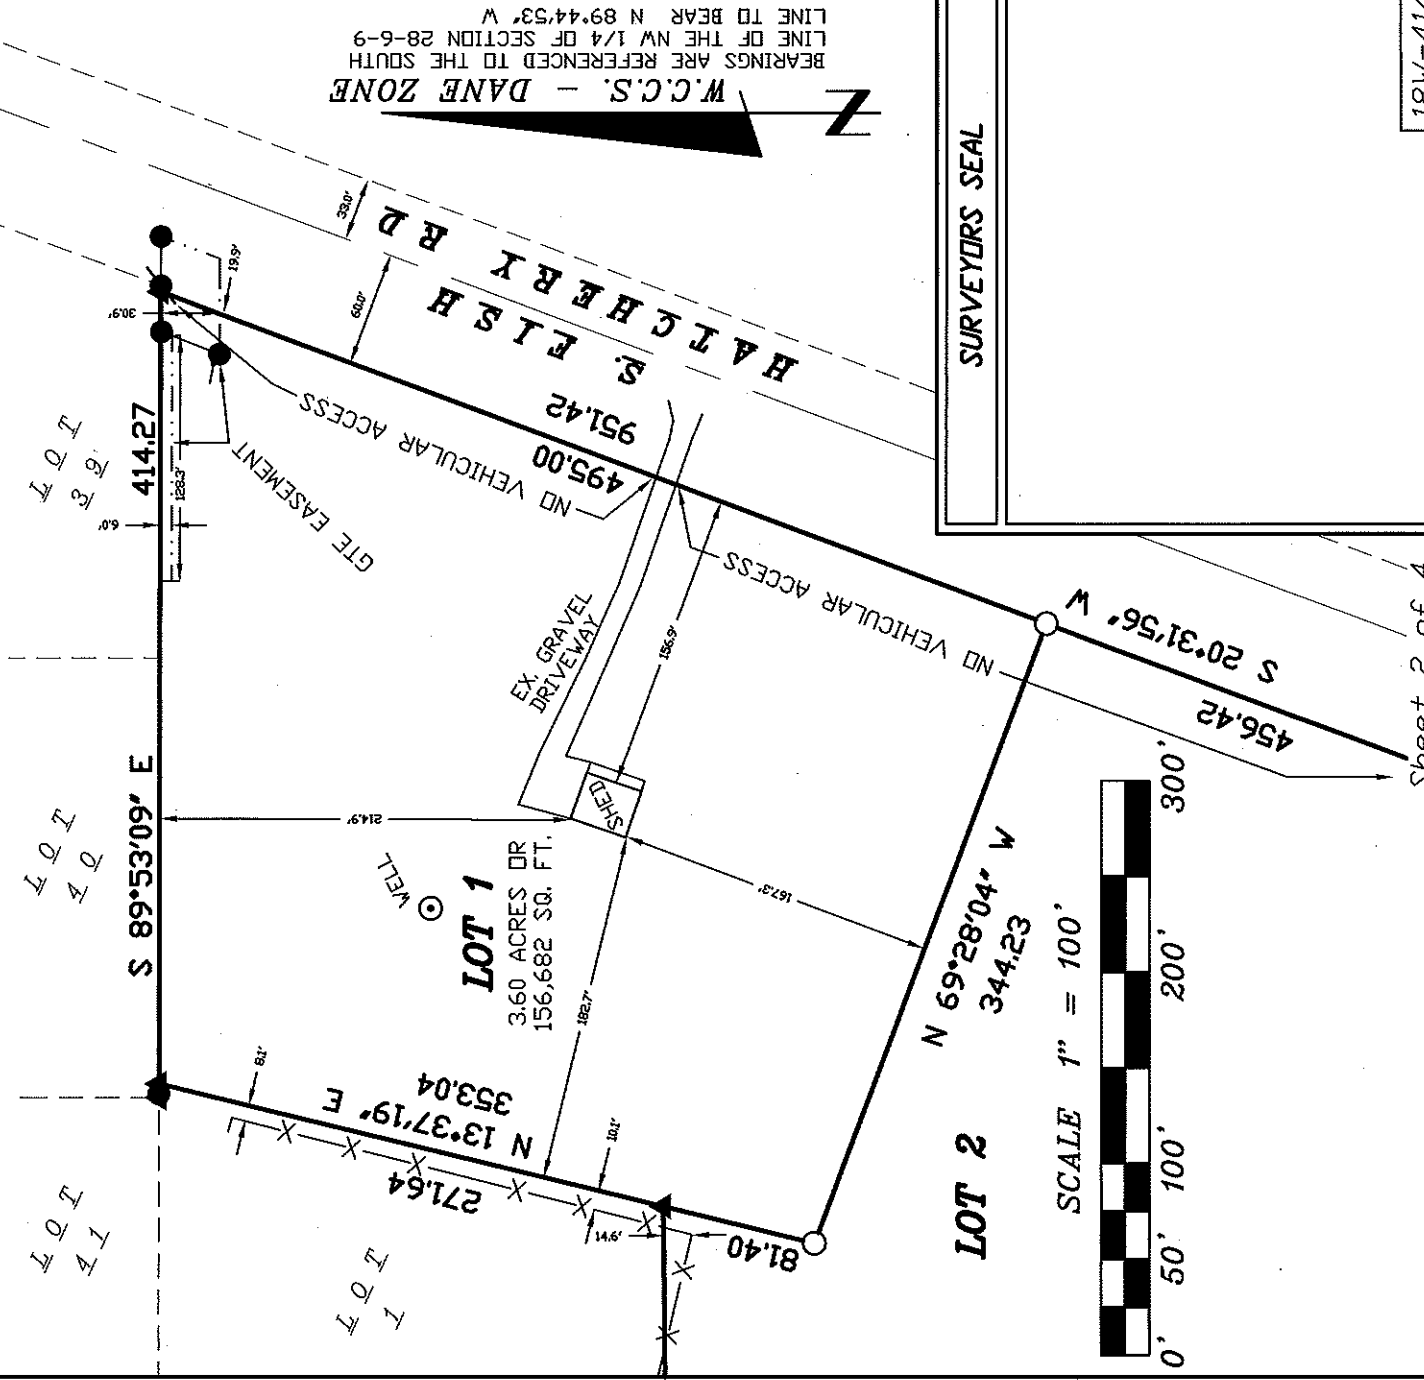 W.C.C.S. - DANE ZONE
BEARINGS ARE REFERENCED TO THE SOUTH
LINE OF THE NW 1/4 OF SECTION 28-6-9
LINE TO BEAR N 89°44'53" W
N
SURVEYORS SEAL
S. FISH
HATCHERY RD
33.0'
60.0'
19.9'
30.9'
LOT
39
414.27
128.3'
6.0'
GTE EASEMENT
NO VEHICULAR ACCESS
951.42
495.00
NO VEHICULAR ACCESS
EX. GRAVEL
DRIVEWAY
156.9'
SHED
S 20°31'56" W
456.42
S 89°53'09" E
LOT
40
214.9'
WELL
LOT 1
3.60 ACRES OR
156,682 SQ. FT.
167.3'
182.7'
N 69°28'04" W
344.23
8.1'
N 13°37'19" E
353.04
271.64
10.1'
14.6'
81.40
LOT
41
LOT
1
LOT 2
SCALE 1" = 100'
0' 50' 100' 200' 300'
Sheet 2 of 4